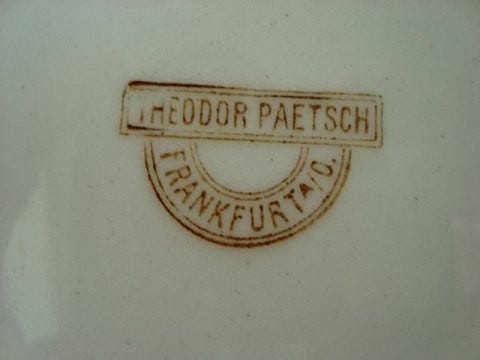 THEODOR PAETSCH
FRANKFURT A/O.